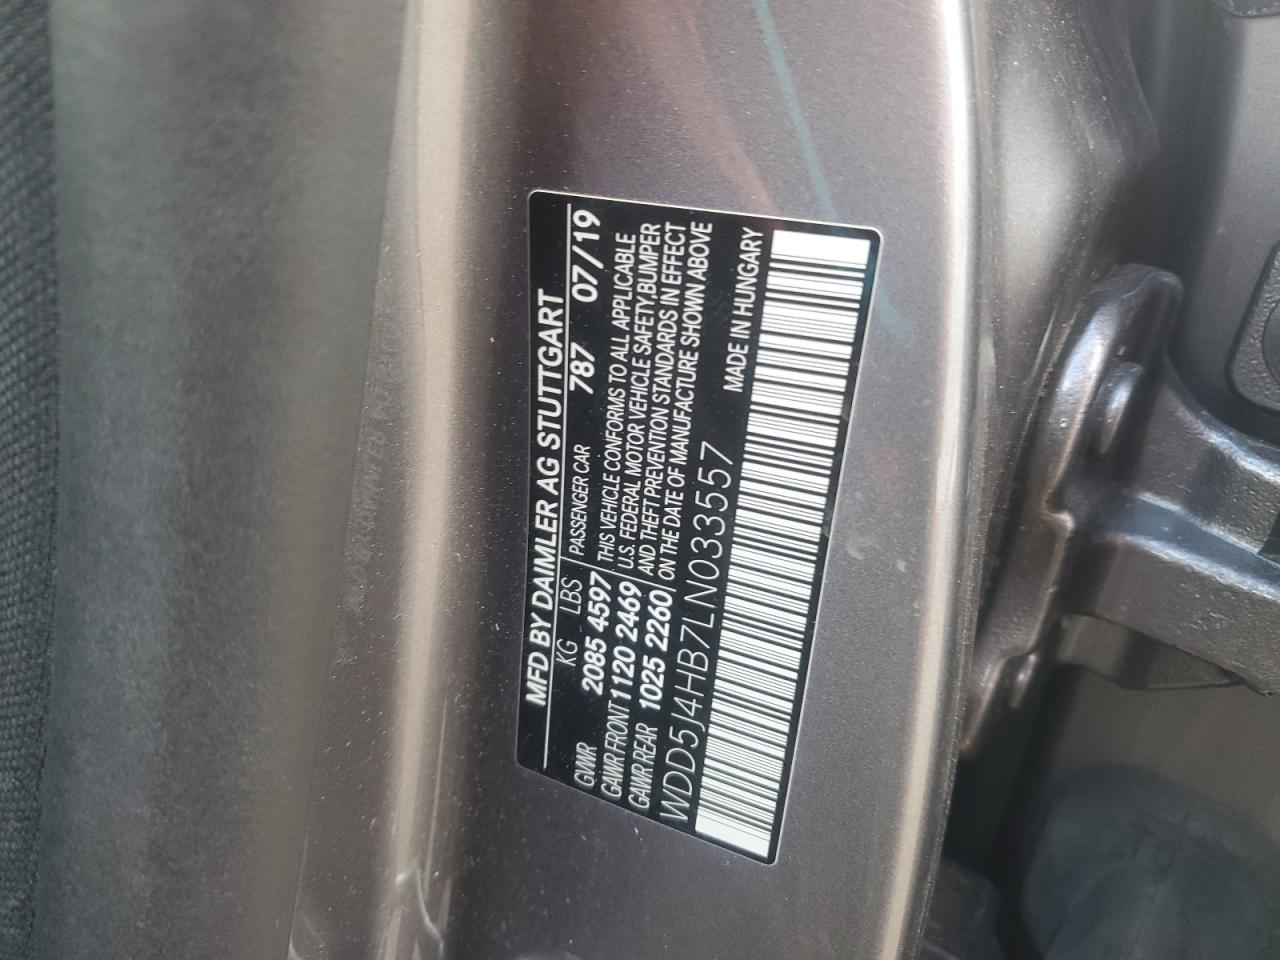 MFD BY DAIMLER AG STUTTGART
KG LBS PASSENGER CAR 787 07/19
GVWR 2085 4597 THIS VEHICLE CONFORMS TO ALL APPLICABLE
GAWR FRONT 1120 2469 U.S. FEDERAL MOTOR VEHICLE SAFETY,BUMPER
GAWR REAR 1025 2260 AND THEFT PREVENTION STANDARDS IN EFFECT
ON THE DATE OF MANUFACTURE SHOWN ABOVE
WDD5J4HB7LN033557
MADE IN HUNGARY